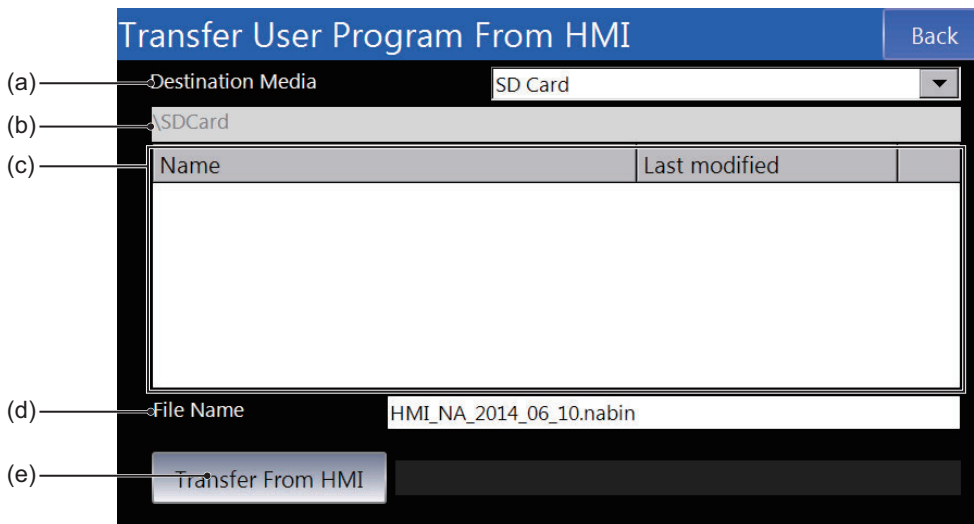 Transfer User Program From HMI Back
(a) Destination Media SD Card
(b) \SDCard
(c) Name Last modified
(d) File Name HMI_NA_2014_06_10.nabin
(e) Transfer From HMI